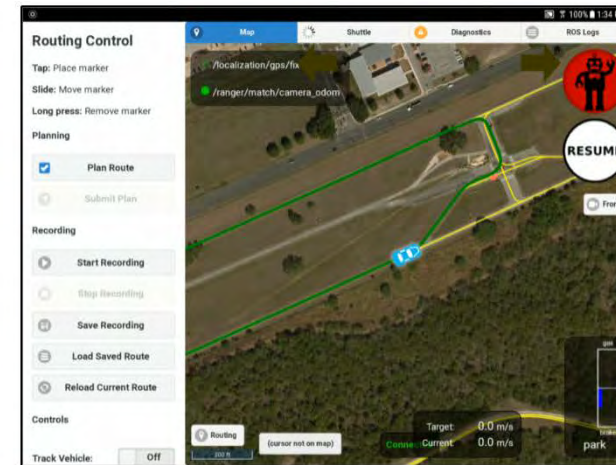 100% 1:34
Routing Control
Tap: Place marker
Slide: Move marker
Long press: Remove marker
Planning
Plan Route
Submit Plan
Recording
Start Recording
Stop Recording
Save Recording
Load Saved Route
Reload Current Route
Controls
Track Vehicle: Off
Map
Shuttle
Diagnostics
ROS Logs
/localization/gps/fix
/ranger/match/camera_odom
RESUM
Fron
Routing
200 ft
(cursor not on map)
Target: 0.0 m/s
Conne Current: 0.0 m/s
gas
park